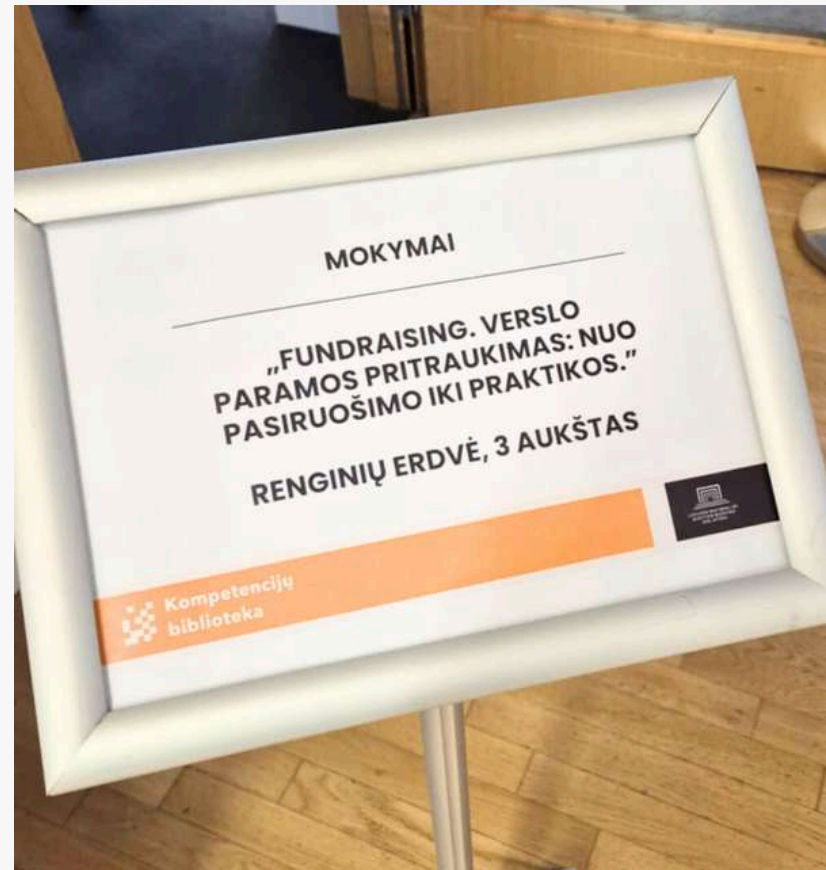 MOKYMAI
„FUNDRAISING. VERSLO
PARAMOS PRITRAUKIMAS: NUO
PASIRUOŠIMO IKI PRAKTIKOS.”
RENGINIŲ ERDVĖ, 3 AUKŠTAS
Kompetencijų
biblioteka